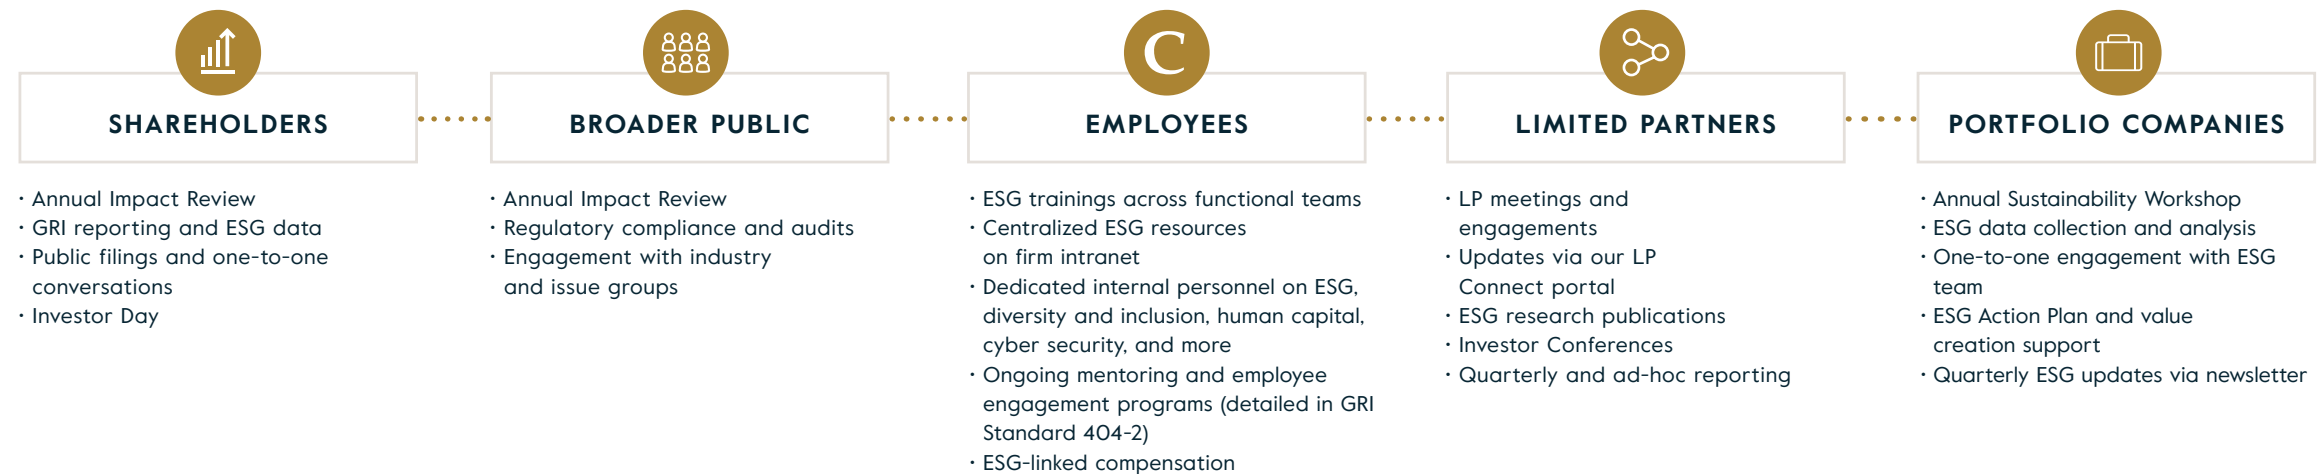 SHAREHOLDERS
· Annual Impact Review
· GRI reporting and ESG data
· Public filings and one-to-one
conversations
· Investor Day
BROADER PUBLIC
· Annual Impact Review
· Regulatory compliance and audits
· Engagement with industry
and issue groups
C
EMPLOYEES
· ESG trainings across functional teams
· Centralized ESG resources
on firm intranet
· Dedicated internal personnel on ESG,
diversity and inclusion, human capital,
cyber security, and more
· Ongoing mentoring and employee
engagement programs (detailed in GRI
Standard 404-2)
· ESG-linked compensation
LIMITED PARTNERS
· LP meetings and
engagements
· Updates via our LP
Connect portal
· ESG research publications
· Investor Conferences
· Quarterly and ad-hoc reporting
PORTFOLIO COMPANIES
· Annual Sustainability Workshop
· ESG data collection and analysis
· One-to-one engagement with ESG
team
· ESG Action Plan and value
creation support
· Quarterly ESG updates via newsletter